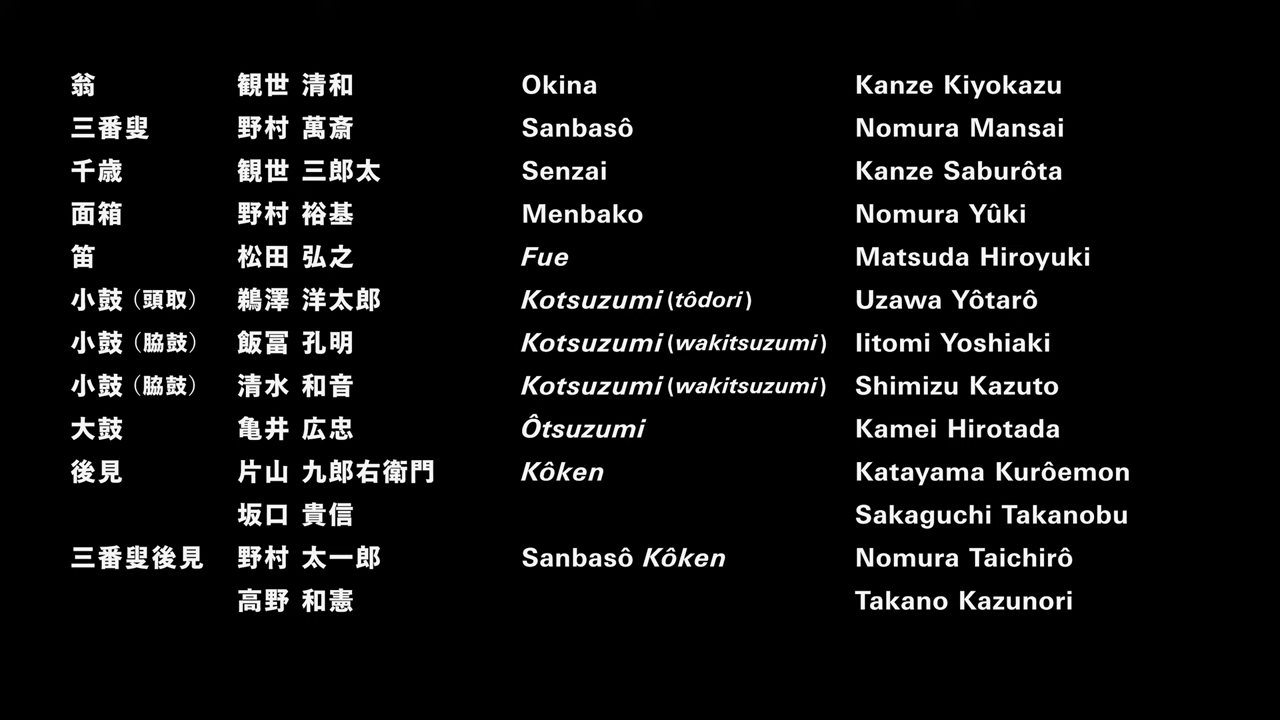 翁 観世 清和 Okina Kanze Kiyokazu
三番叟 野村 萬斎 Sanbasô Nomura Mansai
千歳 観世 三郎太 Senzai Kanze Saburôta
面箱 野村 裕基 Menbako Nomura Yûki
笛 松田 弘之 Fue Matsuda Hiroyuki
小鼓（頭取） 鵜澤 洋太郎 Kotsuzumi (tôdori) Uzawa Yôtarô
小鼓（脇鼓） 飯冨 孔明 Kotsuzumi (wakitsuzumi) Iitomi Yoshiaki
小鼓（脇鼓） 清水 和音 Kotsuzumi (wakitsuzumi) Shimizu Kazuto
大鼓 亀井 広忠 Ôtsuzumi Kamei Hirotada
後見 片山 九郎右衛門 Kôken Katayama Kurôemon
坂口 貴信 Sakaguchi Takanobu
三番叟後見 野村 太一郎 Sanbasô Kôken Nomura Taichirô
高野 和憲 Takano Kazunori